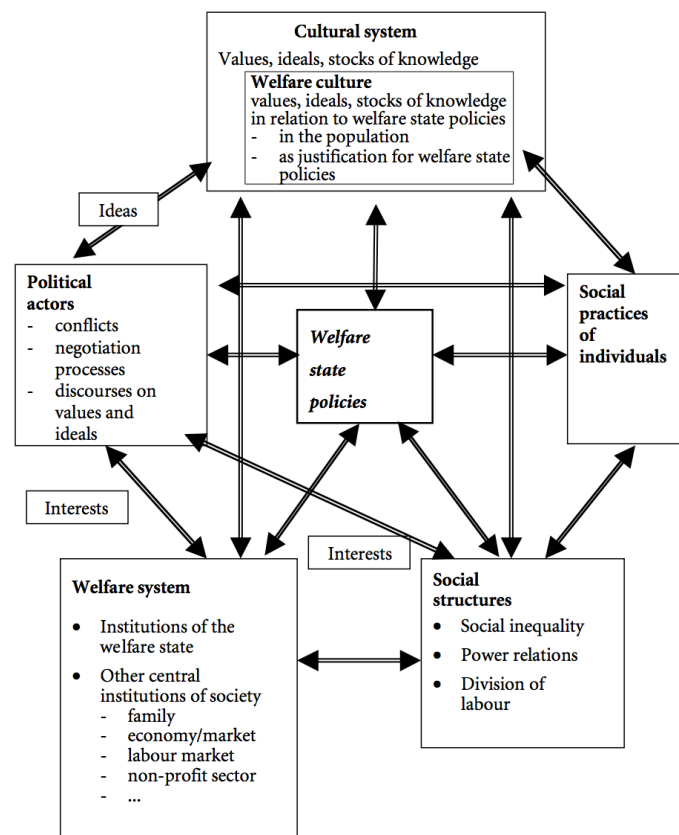 Cultural system
Values, ideals, stocks of knowledge
Welfare culture
values, ideals, stocks of knowledge
in relation to welfare state policies
- in the population
- as justification for welfare state
policies
Ideas
Political
actors
- conflicts
- negotiation
processes
- discourses on
values and
ideals
Welfare
state
policies
Social
practices
of
individuals
Interests
Interests
Welfare system
• Institutions of the
welfare state
• Other central
institutions of society
- family
- economy/market
- labour market
- non-profit sector
- ...
Social
structures
• Social inequality
• Power relations
• Division of
labour